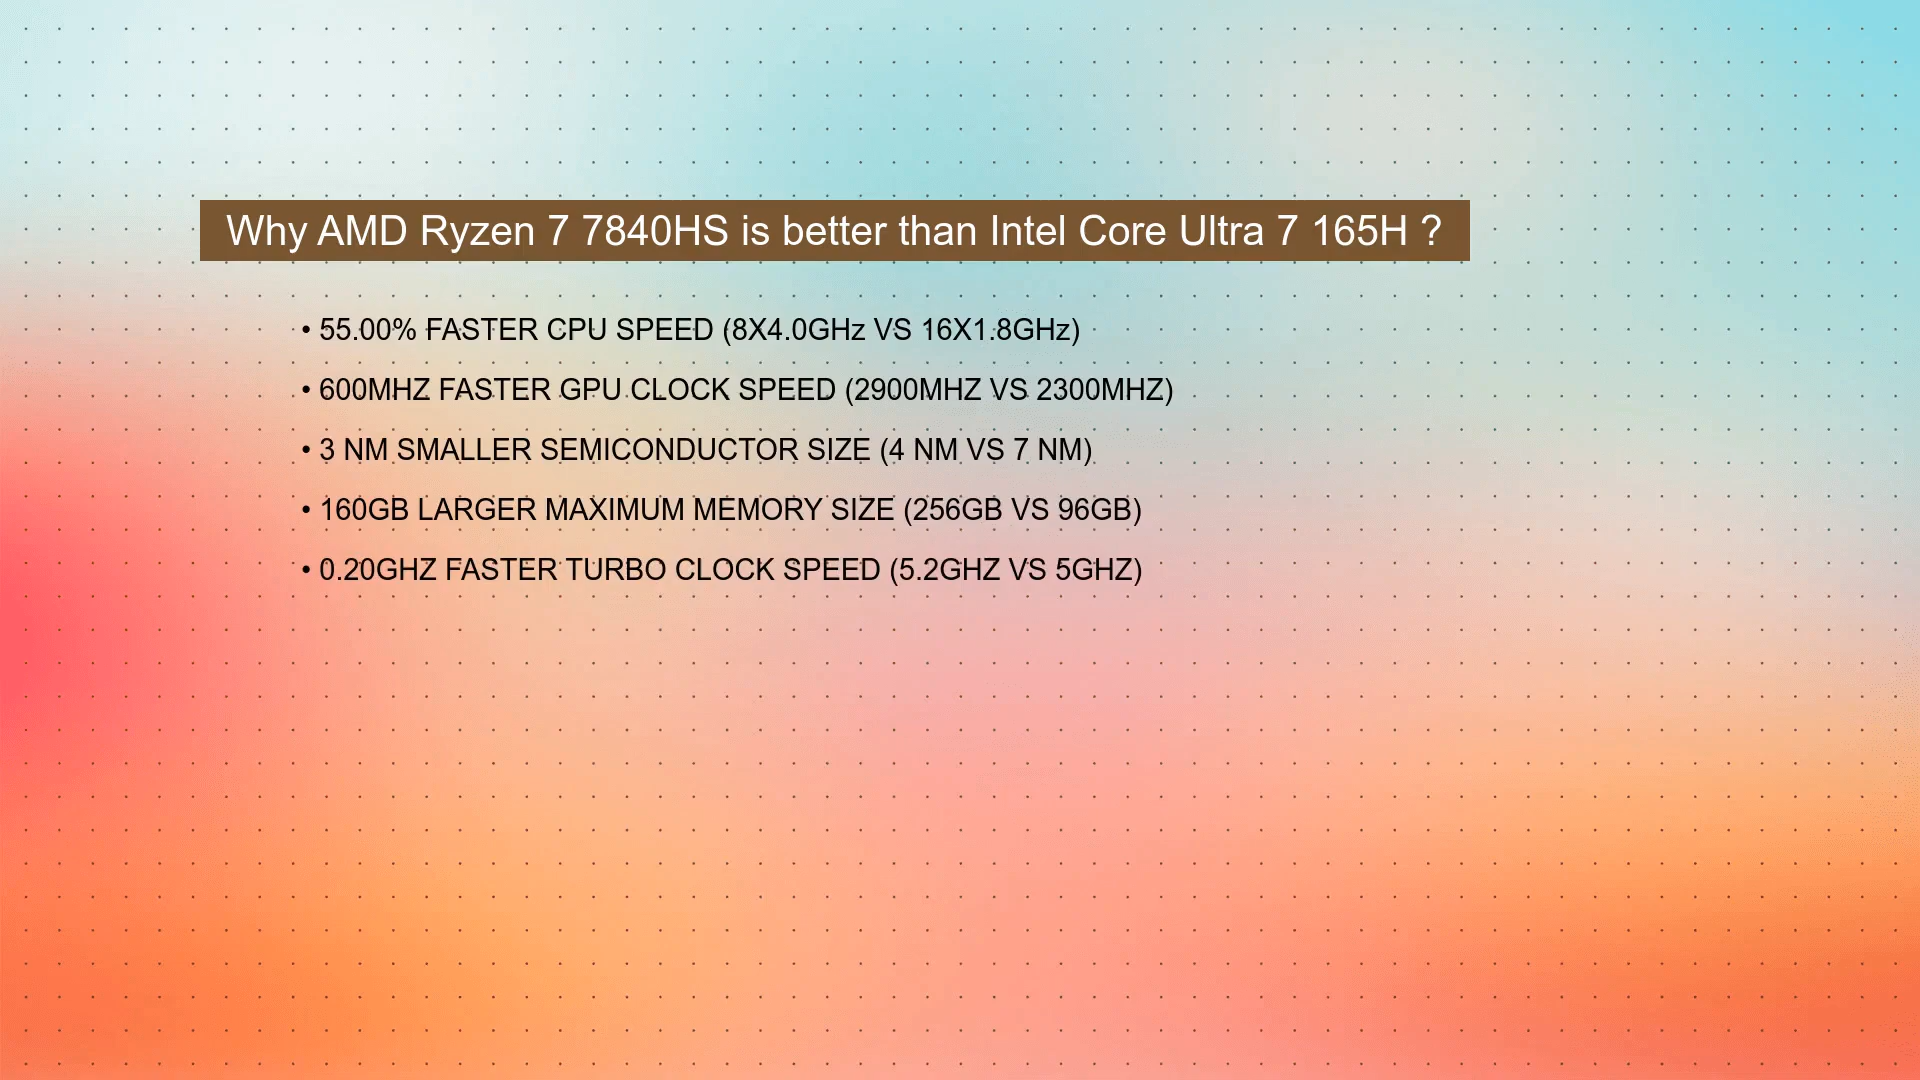 Why AMD Ryzen 7 7840HS is better than Intel Core Ultra 7 165H ?
• 55.00% FASTER CPU SPEED (8X4.0GHz VS 16X1.8GHz)
• 600MHZ FASTER GPU CLOCK SPEED (2900MHZ VS 2300MHZ)
• 3 NM SMALLER SEMICONDUCTOR SIZE (4 NM VS 7 NM)
• 160GB LARGER MAXIMUM MEMORY SIZE (256GB VS 96GB)
• 0.20GHZ FASTER TURBO CLOCK SPEED (5.2GHZ VS 5GHZ)